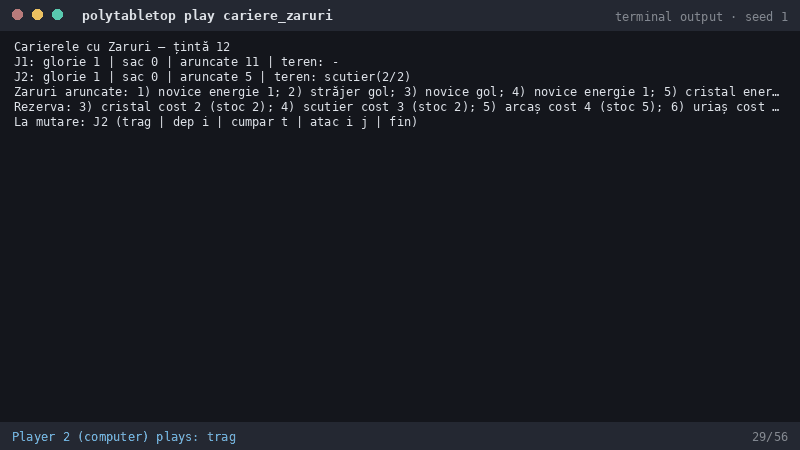 polytabletop play cariere_zaruri
terminal output · seed 1
Carierele cu Zaruri — țintă 12
J1: glorie 1 | sac 0 | aruncate 11 | teren: -
J2: glorie 1 | sac 0 | aruncate 5 | teren: scutier(2/2)
Zaruri aruncate: 1) novice energie 1; 2) străjer gol; 3) novice gol; 4) novice energie 1; 5) cristal ener…
Rezerva: 3) cristal cost 2 (stoc 2); 4) scutier cost 3 (stoc 2); 5) arcaș cost 4 (stoc 5); 6) uriaș cost …
La mutare: J2 (trag | dep i | cumpar t | atac i j | fin)
Player 2 (computer) plays: trag
29/56